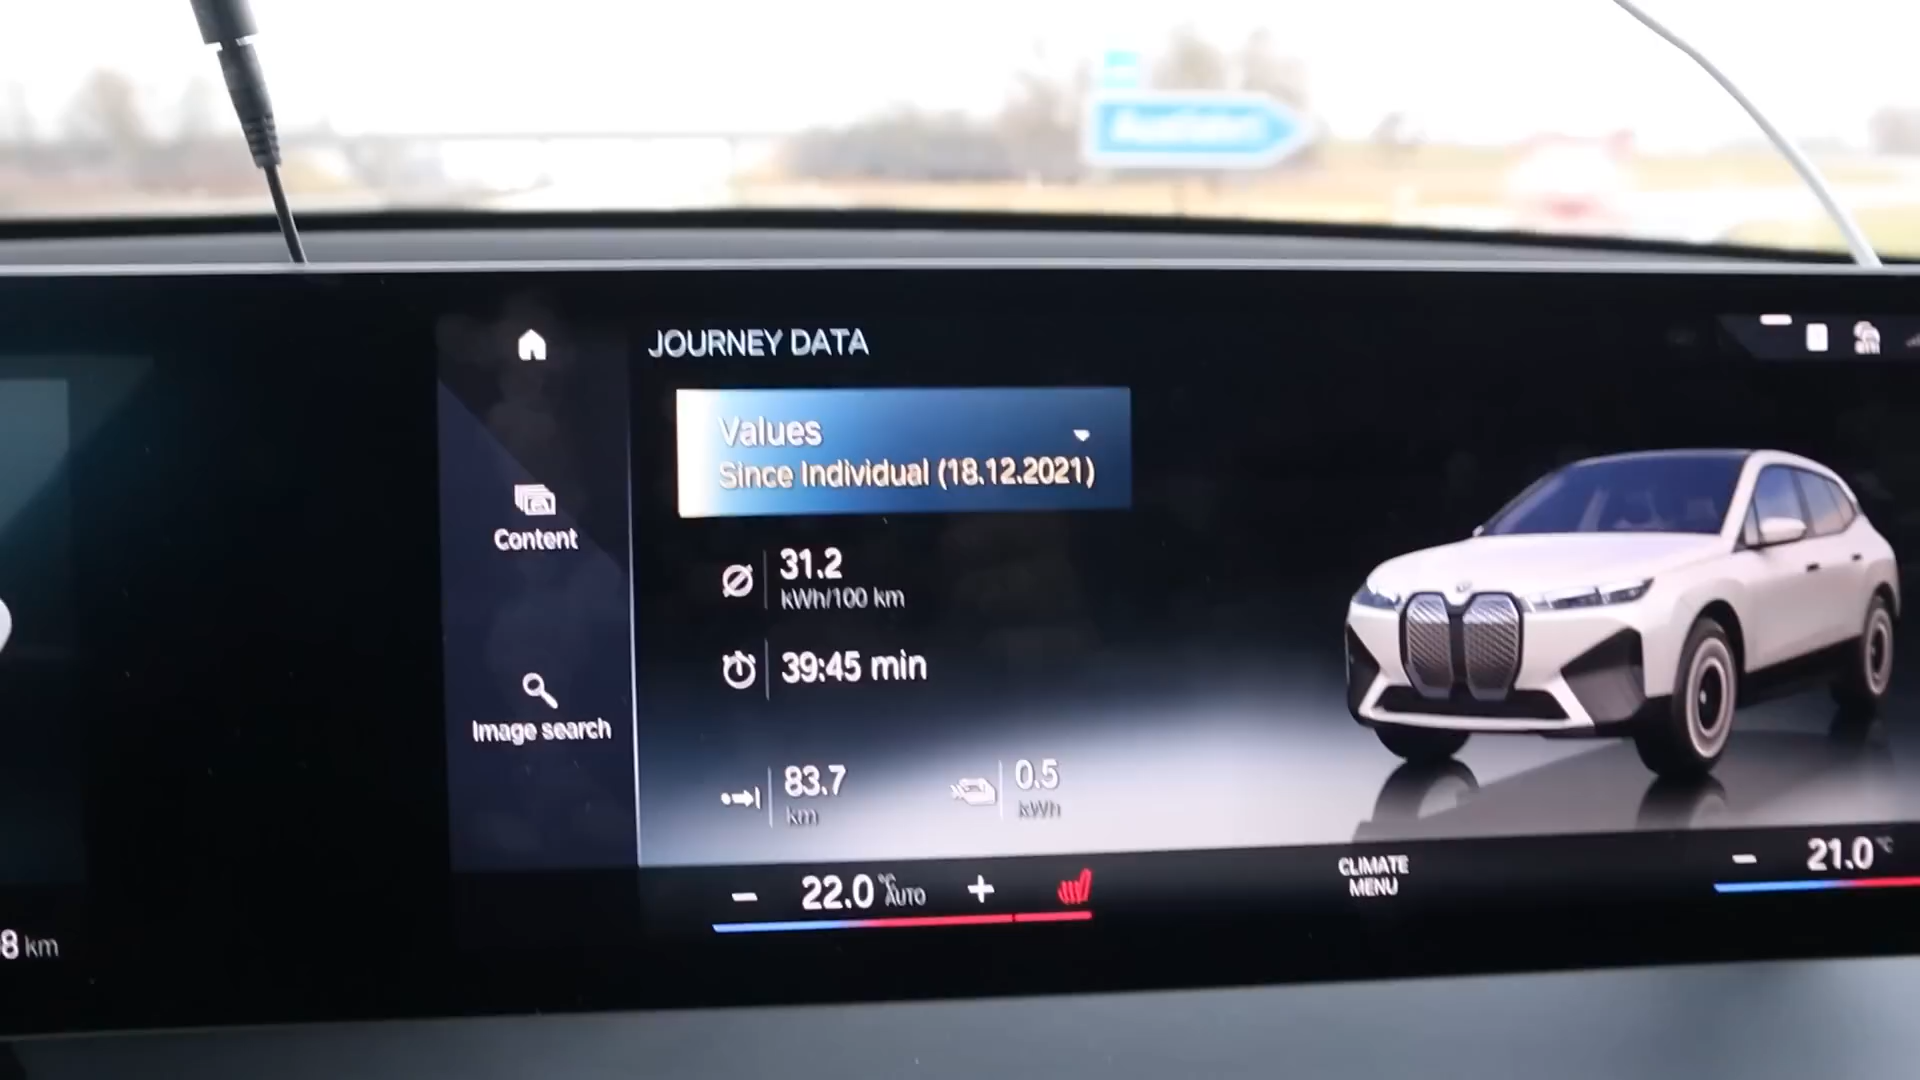 JOURNEY DATA
Values
Since Individual (18.12.2021)
Content
31.2
kWh/100 km
39:45 min
Image search
83.7
km
0.5
kWh
22.0 °C AUTO
CLIMATE
MENU
21.0 °C
8 km